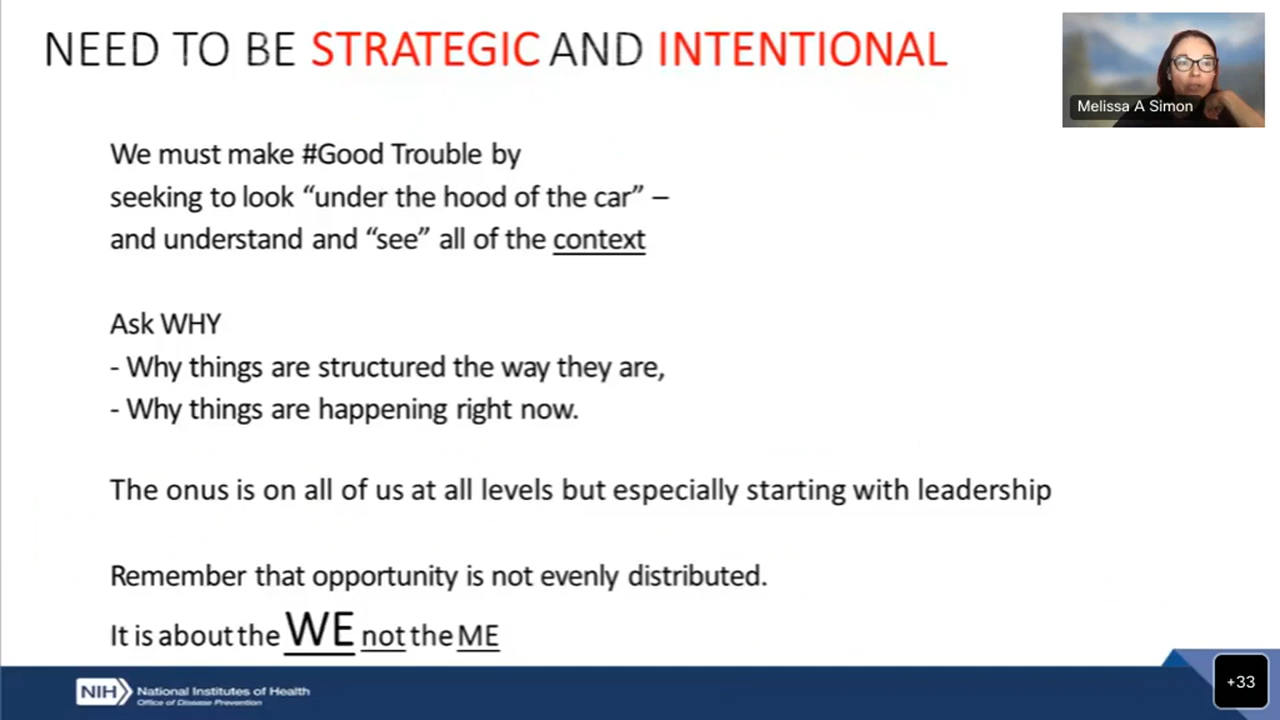 NEED TO BE STRATEGIC AND INTENTIONAL
Melissa A Simon
We must make #Good Trouble by
seeking to look “under the hood of the car” –
and understand and “see” all of the context
Ask WHY
- Why things are structured the way they are,
- Why things are happening right now.
The onus is on all of us at all levels but especially starting with leadership
Remember that opportunity is not evenly distributed.
It is about the WE not the ME
NIH National Institutes of Health
Office of Disease Prevention
+33